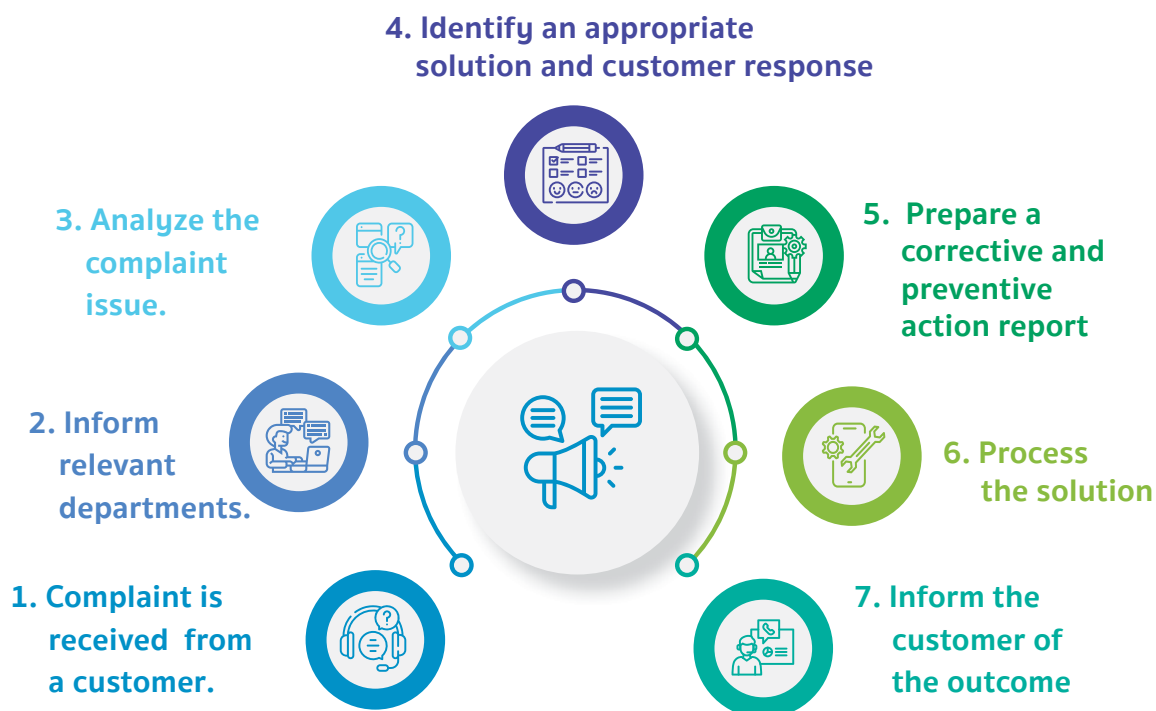 1. Complaint is
received from
a customer.
2. Inform
relevant
departments.
3. Analyze the
complaint
issue.
4. Identify an appropriate
solution and customer response
5. Prepare a
corrective and
preventive
action report
6. Process
the solution
7. Inform the
customer of
the outcome